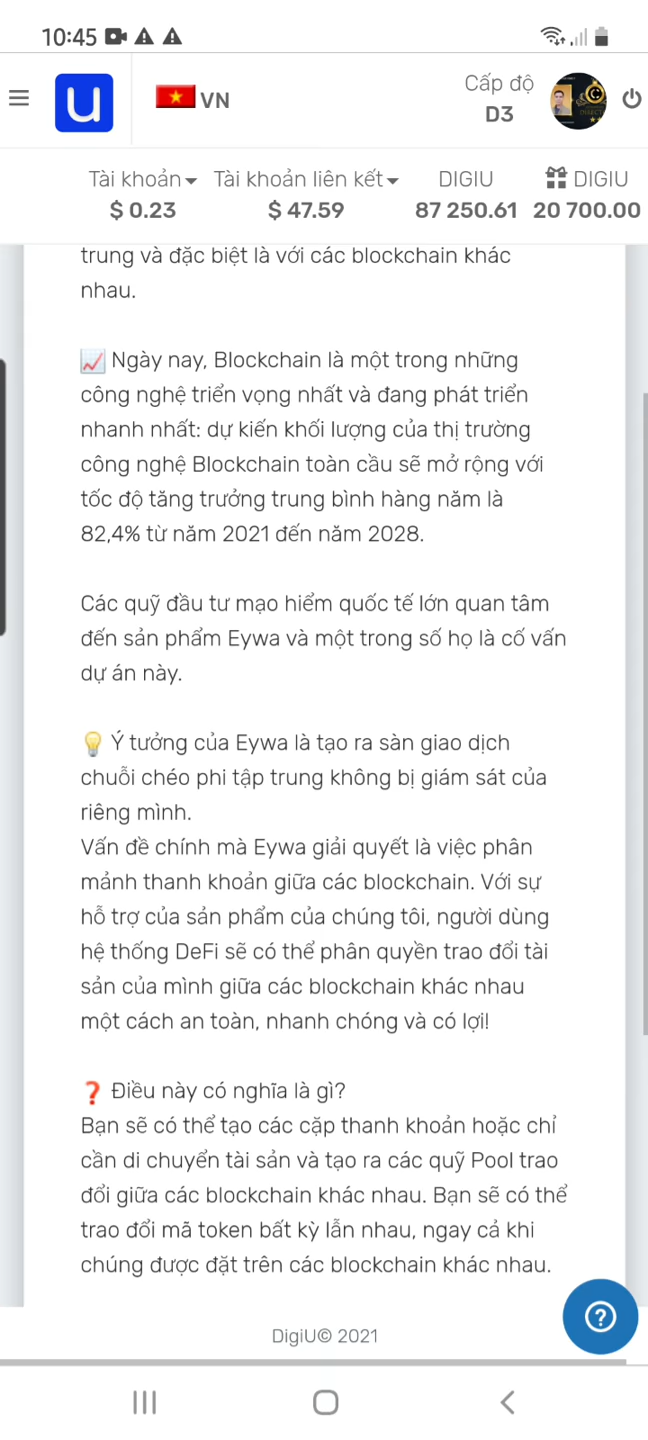 10:45
VN
Cấp độ
D3
Tài khoản
Tài khoản liên kết
DIGIU
DIGIU
$ 0.23
$ 47.59
87 250.61
20 700.00
trung và đặc biệt là với các blockchain khác
nhau.
📈 Ngày nay, Blockchain là một trong những
công nghệ triển vọng nhất và đang phát triển
nhanh nhất: dự kiến khối lượng của thị trường
công nghệ Blockchain toàn cầu sẽ mở rộng với
tốc độ tăng trưởng trung bình hàng năm là
82,4% từ năm 2021 đến năm 2028.
Các quỹ đầu tư mạo hiểm quốc tế lớn quan tâm
đến sản phẩm Eywa và một trong số họ là cố vấn
dự án này.
💡 Ý tưởng của Eywa là tạo ra sàn giao dịch
chuỗi chéo phi tập trung không bị giám sát của
riêng mình.
Vấn đề chính mà Eywa giải quyết là việc phân
mảnh thanh khoản giữa các blockchain. Với sự
hỗ trợ của sản phẩm của chúng tôi, người dùng
hệ thống DeFi sẽ có thể phân quyền trao đổi tài
sản của mình giữa các blockchain khác nhau
một cách an toàn, nhanh chóng và có lợi!
❓ Điều này có nghĩa là gì?
Bạn sẽ có thể tạo các cặp thanh khoản hoặc chỉ
cần di chuyển tài sản và tạo ra các quỹ Pool trao
đổi giữa các blockchain khác nhau. Bạn sẽ có thể
trao đổi mã token bất kỳ lẫn nhau, ngay cả khi
chúng được đặt trên các blockchain khác nhau.
DigiU© 2021